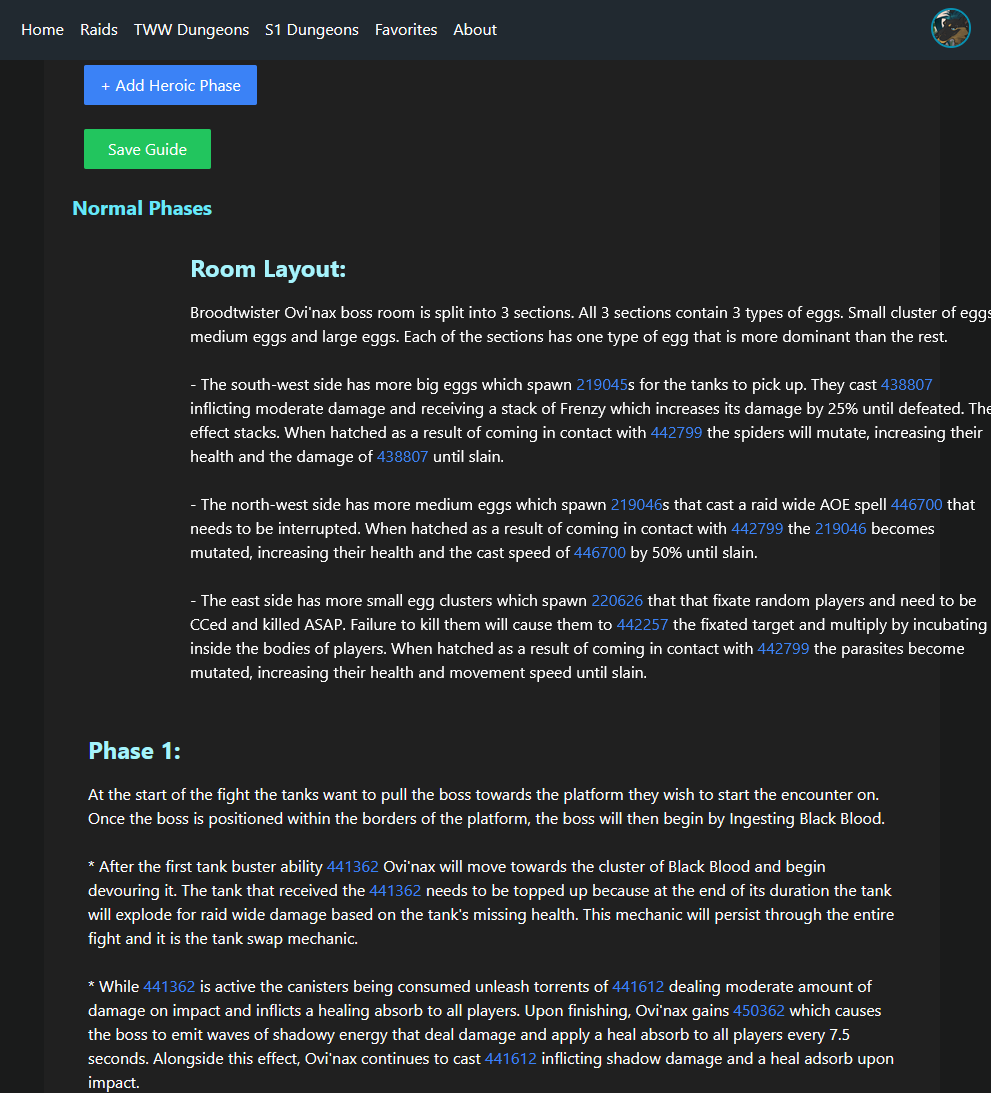 Home Raids TWW Dungeons S1 Dungeons Favorites About
+ Add Heroic Phase
Save Guide
Normal Phases
Room Layout:
Broodtwister Ovi'nax boss room is split into 3 sections. All 3 sections contain 3 types of eggs. Small cluster of eggs
medium eggs and large eggs. Each of the sections has one type of egg that is more dominant than the rest.
- The south-west side has more big eggs which spawn 219045s for the tanks to pick up. They cast 438807
inflicting moderate damage and receiving a stack of Frenzy which increases its damage by 25% until defeated. The
effect stacks. When hatched as a result of coming in contact with 442799 the spiders will mutate, increasing their
health and the damage of 438807 until slain.
- The north-west side has more medium eggs which spawn 219046s that cast a raid wide AOE spell 446700 that
needs to be interrupted. When hatched as a result of coming in contact with 442799 the 219046 becomes
mutated, increasing their health and the cast speed of 446700 by 50% until slain.
- The east side has more small egg clusters which spawn 220626 that that fixate random players and need to be
CCed and killed ASAP. Failure to kill them will cause them to 442257 the fixated target and multiply by incubating
inside the bodies of players. When hatched as a result of coming in contact with 442799 the parasites become
mutated, increasing their health and movement speed until slain.
Phase 1:
At the start of the fight the tanks want to pull the boss towards the platform they wish to start the encounter on.
Once the boss is positioned within the borders of the platform, the boss will then begin by Ingesting Black Blood.
* After the first tank buster ability 441362 Ovi'nax will move towards the cluster of Black Blood and begin
devouring it. The tank that received the 441362 needs to be topped up because at the end of its duration the tank
will explode for raid wide damage based on the tank's missing health. This mechanic will persist through the entire
fight and it is the tank swap mechanic.
* While 441362 is active the canisters being consumed unleash torrents of 441612 dealing moderate amount of
damage on impact and inflicts a healing absorb to all players. Upon finishing, Ovi'nax gains 450362 which causes
the boss to emit waves of shadowy energy that deal damage and apply a heal absorb to all players every 7.5
seconds. Alongside this effect, Ovi'nax continues to cast 441612 inflicting shadow damage and a heal adsorb upon
impact.